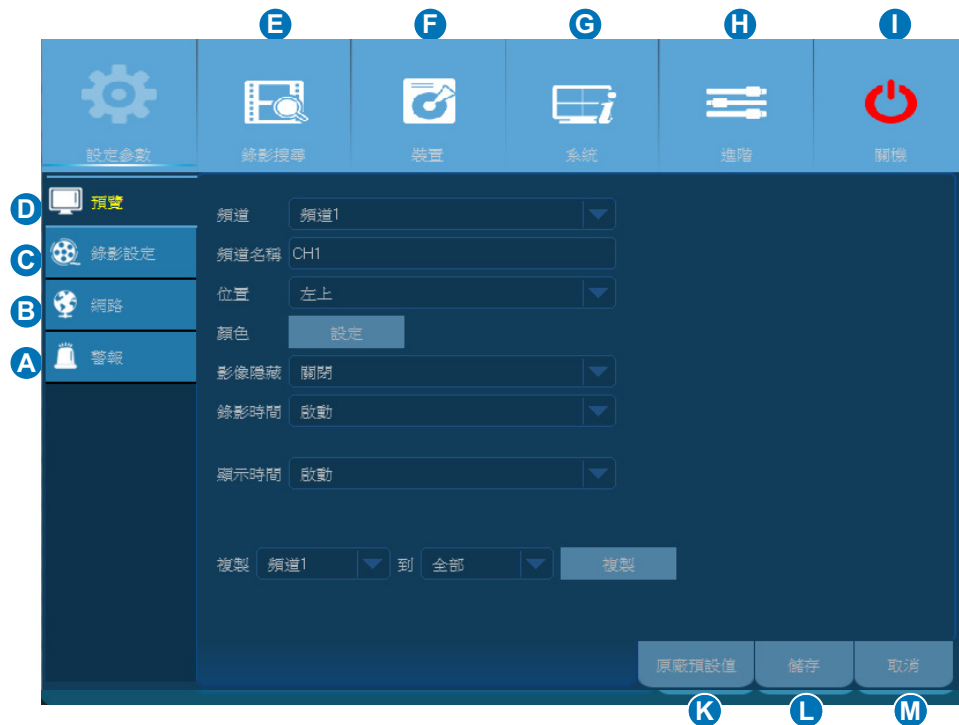 E F G H I
設定參數 錄影搜尋 裝置 系統 進階 關機
D 預覽
C 錄影設定
B 網路
A 警報
頻道 頻道1
頻道名稱 CH1
位置 左上
顏色 設定
影像隱藏 關閉
錄影時間 啟動
顯示時間 啟動
複製 頻道1 到 全部 複製
原廠預設值 儲存 取消
K L M